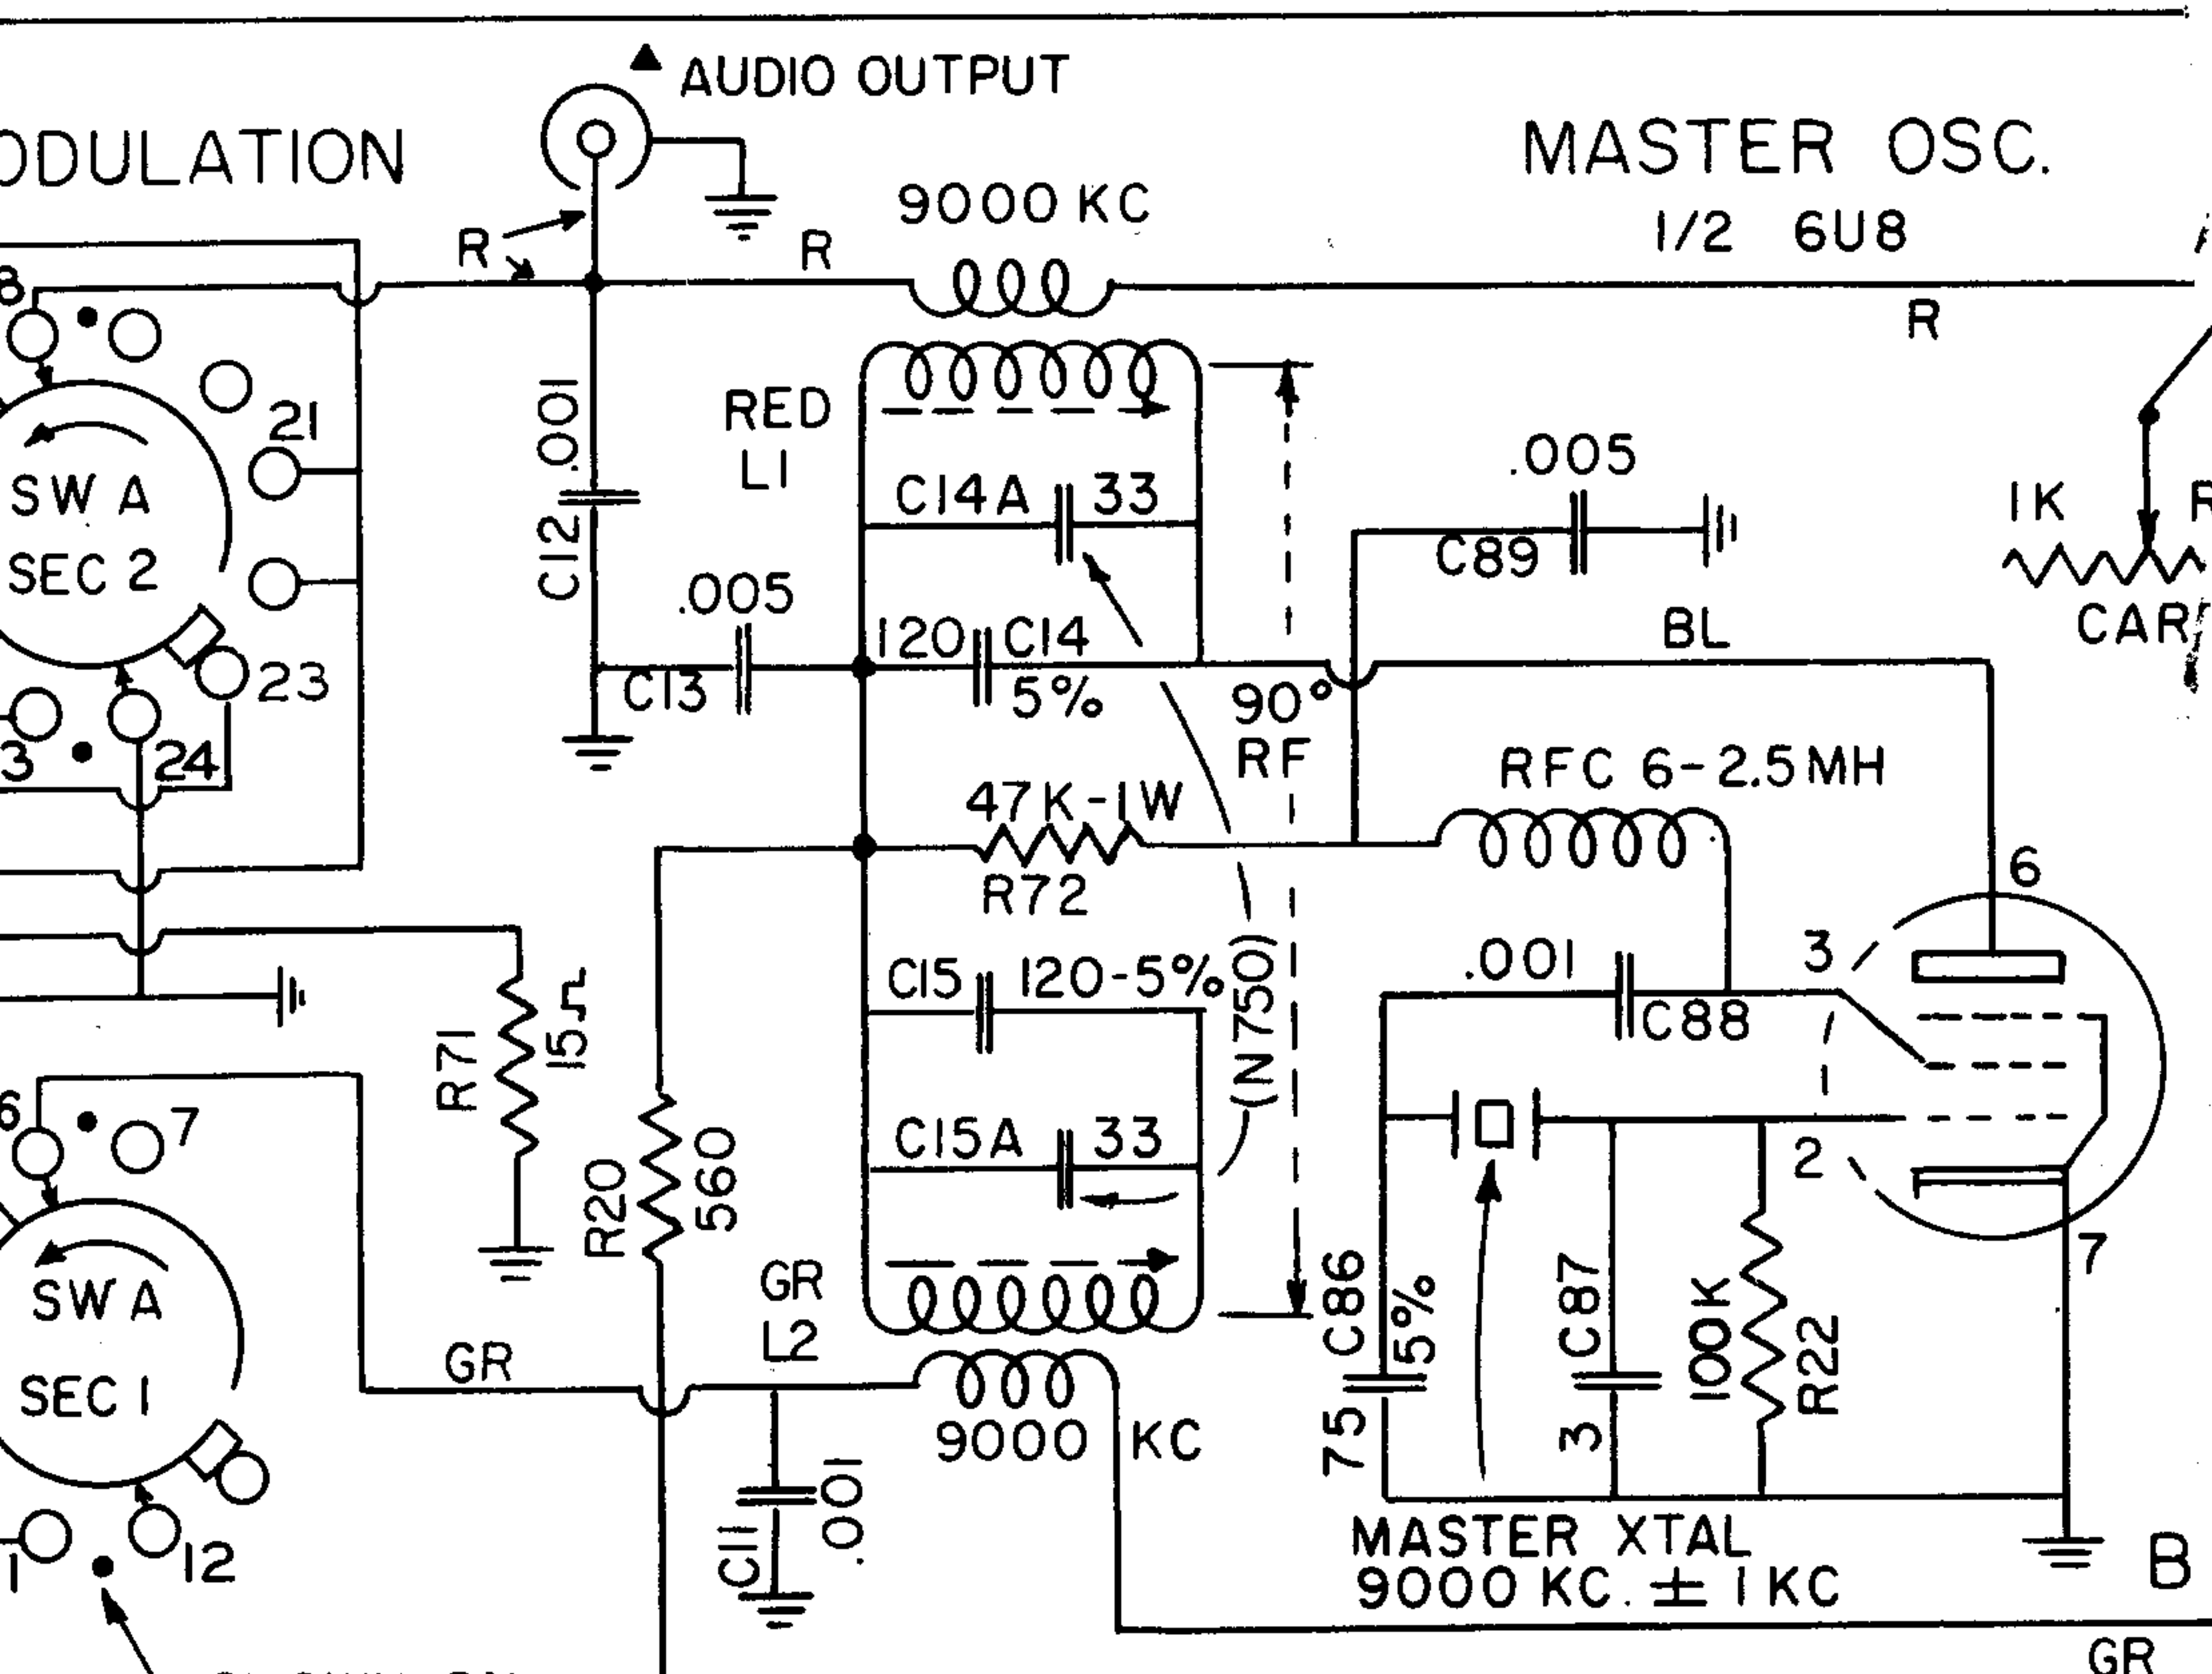 AUDIO OUTPUT
ODULATION
MASTER OSC.
9000 KC
1/2 6U8
R
R
R
8
21
SW A
SEC 2
23
24
3
.001
C12
RED
L1
C14A
33
.005
C89
1K
R
.005
C13
120
C14
5%
BL
90°
RF
47K-1W
R72
RFC 6-2.5MH
6
3
.001
C88
C15
120-5%
(N750)
R71
15
6
7
C15A
33
2
R20
560
7
SW A
SEC 1
GR
GR
L2
9000 KC
C86
5%
75
C87
3
100K
R22
C11
.001
1
12
MASTER XTAL
9000 KC. ± 1 KC
B
GR